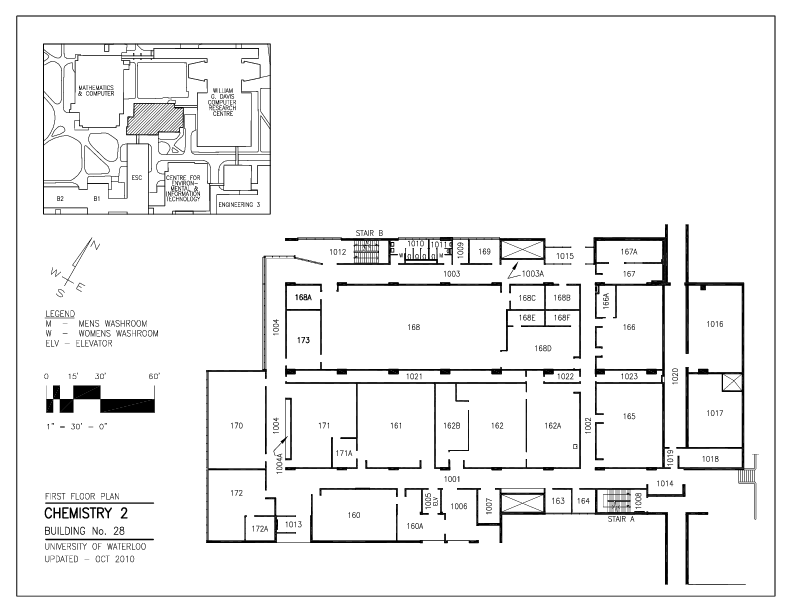 MATHEMATICS
& COMPUTER
WILLIAM
G. DAVIS
COMPUTER
RESEARCH
CENTRE
ESC
CENTRE FOR
ENVIRON-
MENTAL &
INFORMATION
TECHNOLOGY
B2
B1
ENGINEERING 3
N
W
E
S
LEGEND
M - MENS WASHROOM
W - WOMENS WASHROOM
ELV - ELEVATOR
0 15' 30' 60'
1" = 30' - 0"
FIRST FLOOR PLAN
CHEMISTRY 2
BUILDING No. 28
UNIVERSITY OF WATERLOO
UPDATED - OCT 2010
STAIR B
1012
W
1010
1011
M
1009
169
1003
1003A
1015
167A
167
168A
173
1004
168
168C
168B
168E
168F
168D
166A
166
1016
1021
1022
1023
1020
1017
170
1004
1004A
171
171A
161
162B
162
162A
1002
165
1019
1018
1001
1014
172
172A
1013
160
160A
1005
ELV
1006
1007
163
164
1008
STAIR A